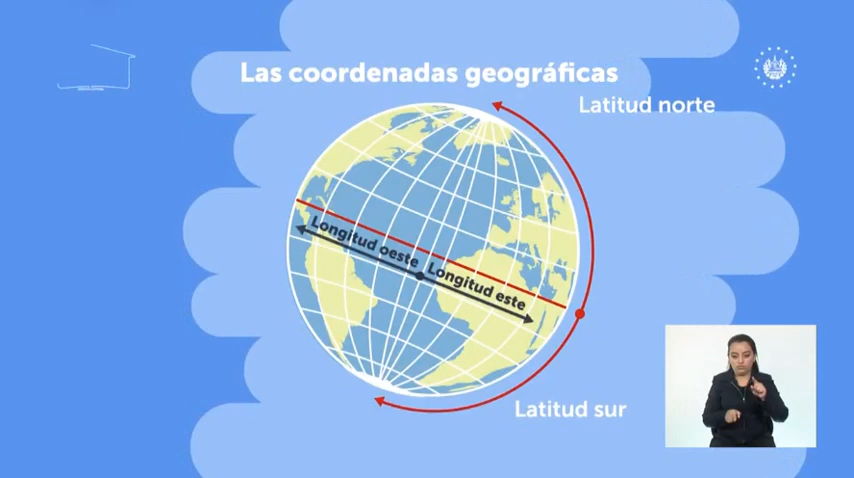 Las coordenadas geográficas
Latitud norte
Longitud oeste
Longitud este
Latitud sur